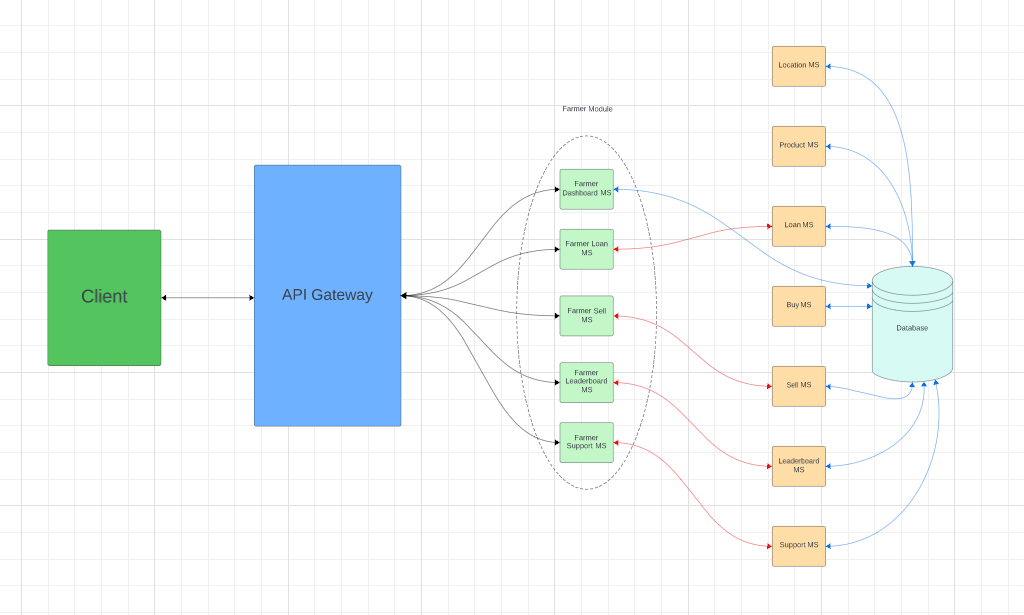 Client
API Gateway
Farmer Module
Farmer
Dashboard MS
Farmer Loan
MS
Farmer Sell
MS
Farmer
Leaderboard
MS
Farmer
Support MS
Location MS
Product MS
Loan MS
Buy MS
Sell MS
Leaderboard
MS
Support MS
Database